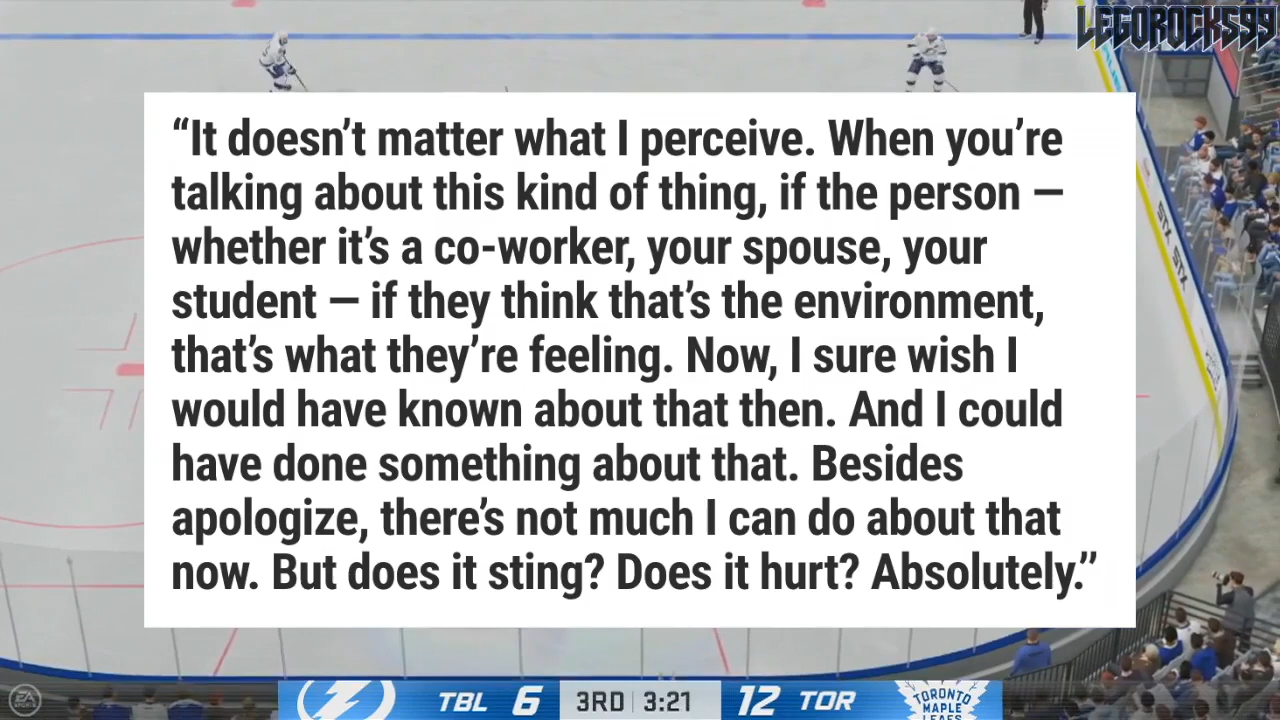 LEGOROCKS99
“It doesn’t matter what I perceive. When you’re
talking about this kind of thing, if the person —
whether it’s a co-worker, your spouse, your
student — if they think that’s the environment,
that’s what they’re feeling. Now, I sure wish I
would have known about that then. And I could
have done something about that. Besides
apologize, there’s not much I can do about that
now. But does it sting? Does it hurt? Absolutely.”
STX STX
EA
SPORTS
TBL 6 3RD 3:21 12 TOR
TORONTO
MAPLE
LEAFS